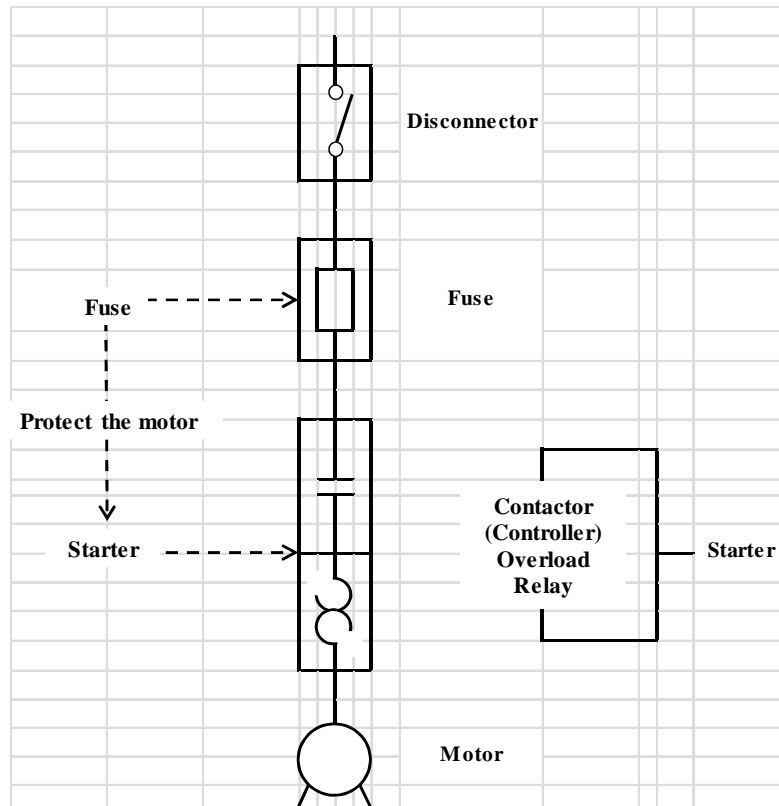 Disconnector
Fuse
Fuse
Protect the motor
Starter
Contactor
(Controller)
Overload
Relay
Starter
Motor